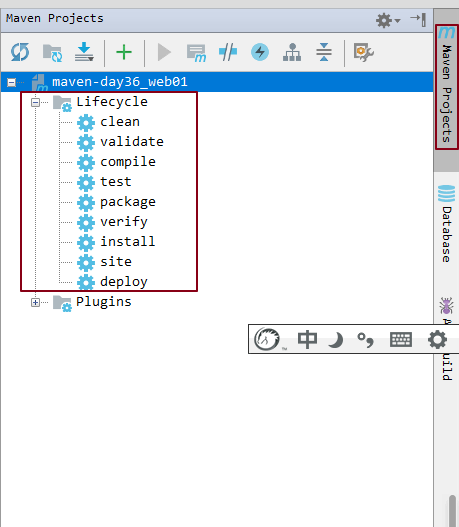 Maven Projects
maven-day36_web01
Lifecycle
clean
validate
compile
test
package
verify
install
site
deploy
Plugins
Maven Projects
Database
A
uild
中